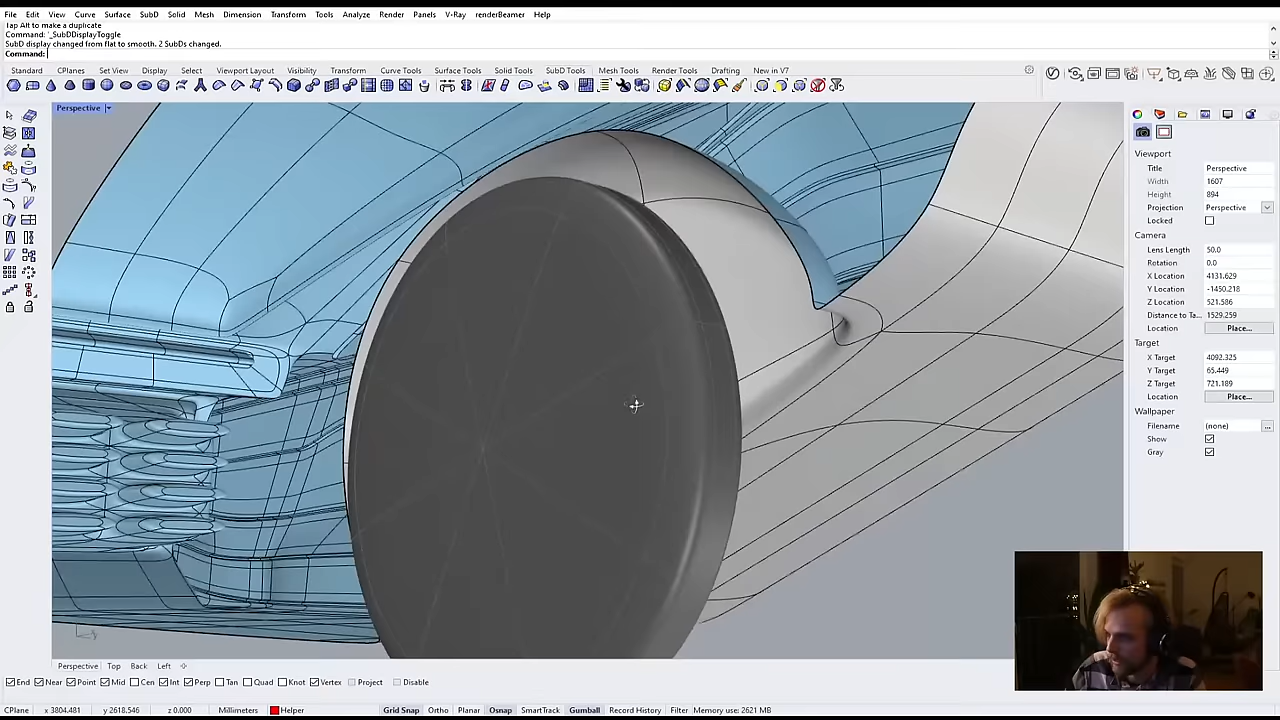 File Edit View Curve Surface SubD Solid Mesh Dimension Transform Tools Analyze Render Panels V-Ray renderBeamer Help
Tap Alt to make a duplicate
Command: '_SubDDisplayToggle
SubD display changed from flat to smooth. 2 SubDs changed.
Command:
Standard CPlanes Set View Display Select Viewport Layout Visibility Transform Curve Tools Surface Tools Solid Tools SubD Tools Mesh Tools Render Tools Drafting New in V7
Perspective
Viewport
Title Perspective
Width 1607
Height 894
Projection Perspective
Locked
Camera
Lens Length 50.0
Rotation 0.0
X Location 4131.629
Y Location -1450.218
Z Location 521.586
Distance to Ta... 1529.259
Location Place...
Target
X Target 4092.325
Y Target 65.449
Z Target 721.189
Location Place...
Wallpaper
Filename (none) ...
Show
Gray
Perspective Top Back Left
End Near Point Mid Cen Int Perp Tan Quad Knot Vertex Project Disable
CPlane x 3804.481 y 2618.546 z 0.000 Millimeters Helper Grid Snap Ortho Planar Osnap SmartTrack Gumball Record History Filter Memory use: 2621 MB